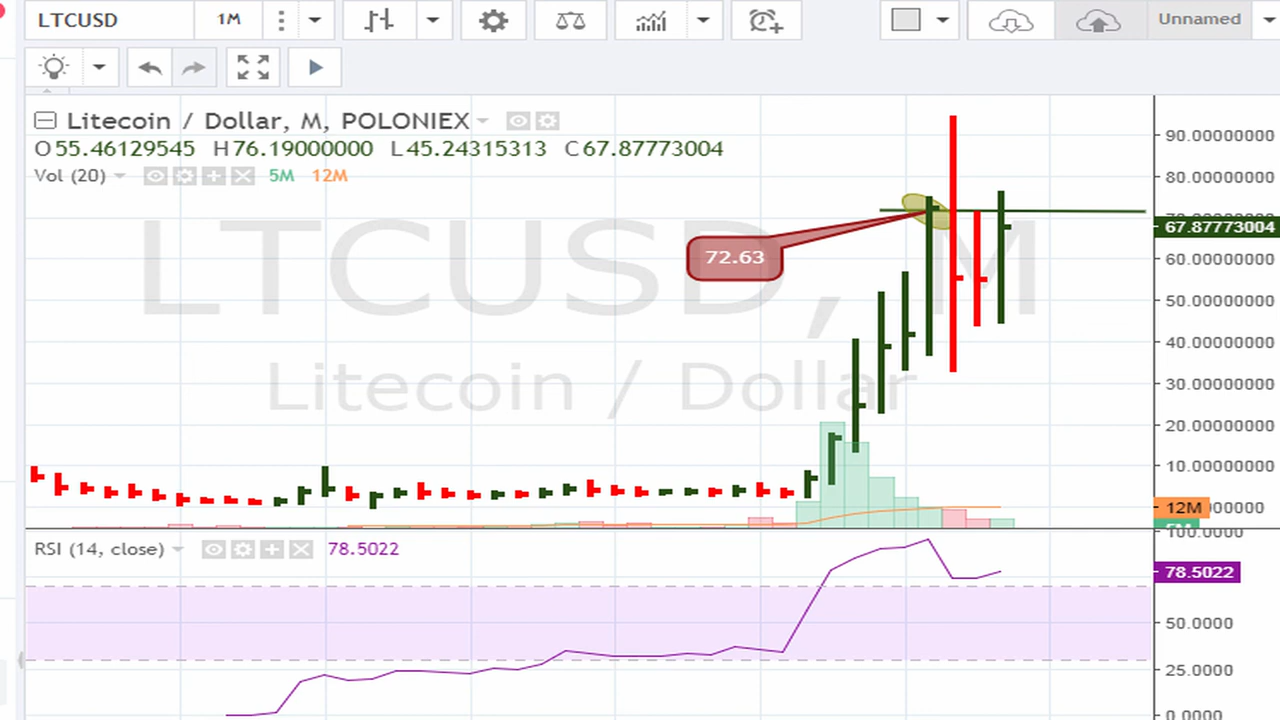 LTCUSD 1M Unnamed
Litecoin / Dollar, M, POLONIEX
O55.46129545 H76.19000000 L45.24315313 C67.87773004
Vol (20) 5M 12M
LTCUSD, M
Litecoin / Dollar
72.63
90.00000000
80.00000000
67.87773004
60.00000000
50.00000000
40.00000000
30.00000000
20.00000000
10.00000000
12M
RSI (14, close) 78.5022
100.0000
78.5022
50.0000
25.0000
0.0000